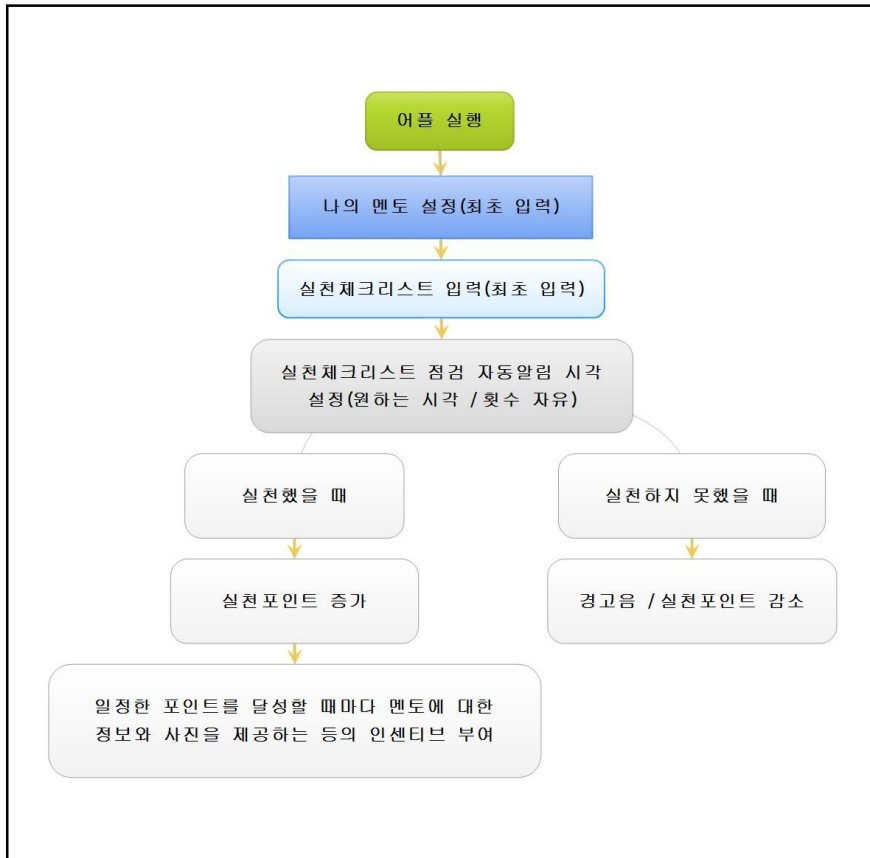 어플 실행
나의 멘토 설정(최초 입력)
실천체크리스트 입력(최초 입력)
실천체크리스트 점검 자동알림 시각
설정(원하는 시각 /횟수 자유)
실천했을 때
실천하지 못했을 때
실천포인트 증가
경고음 /실천포인트 감소
일정한 포인트를 달성할 때마다 멘토에 대한
정보와 사진을 제공하는 등의 인센티브 부여